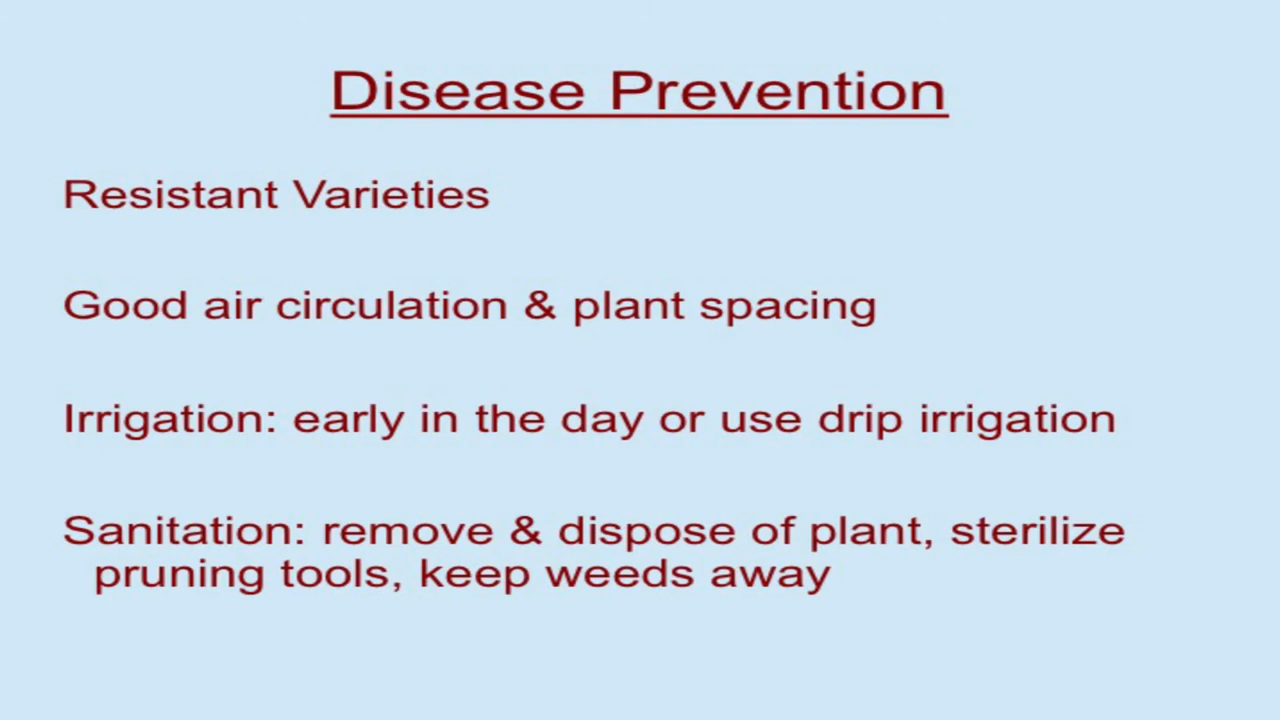 Disease Prevention
Resistant Varieties
Good air circulation & plant spacing
Irrigation: early in the day or use drip irrigation
Sanitation: remove & dispose of plant, sterilize
pruning tools, keep weeds away